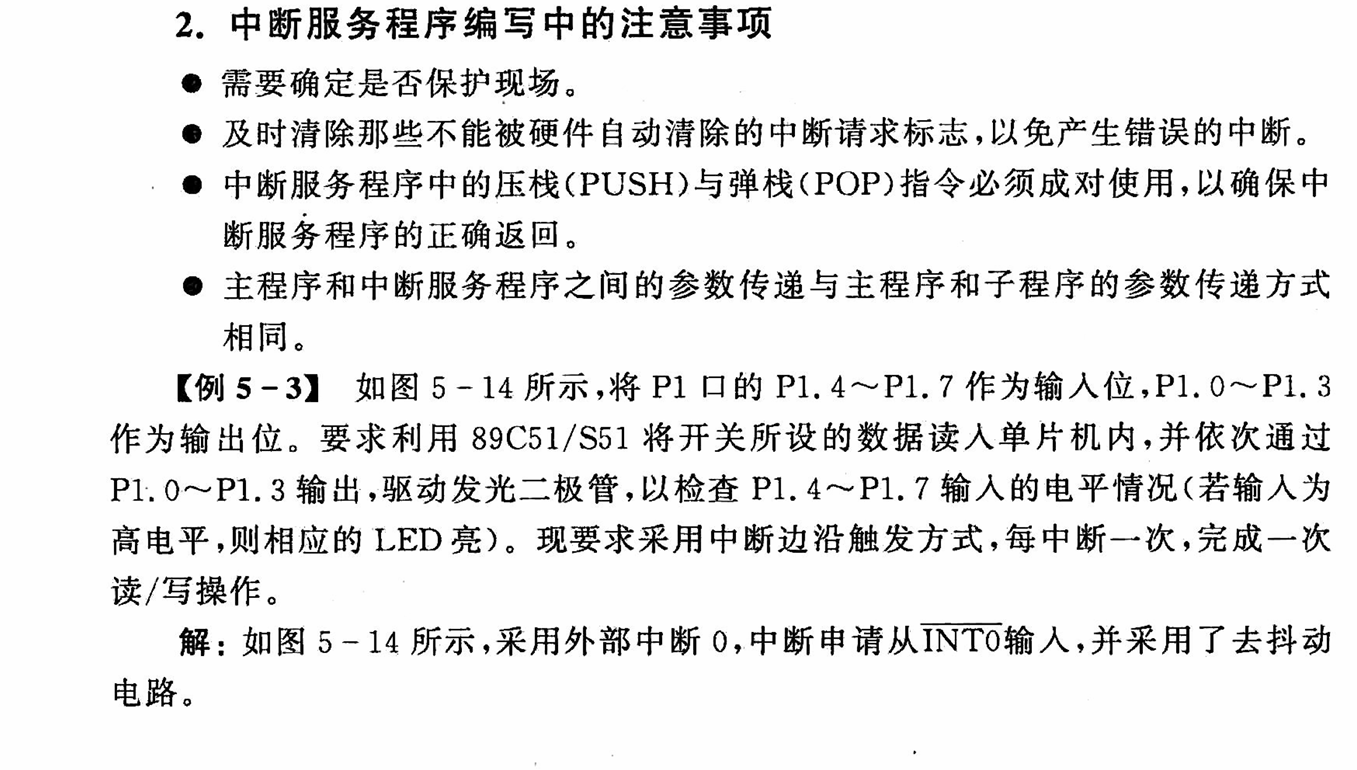 2. 中断服务程序编写中的注意事项
● 需要确定是否保护现场。
● 及时清除那些不能被硬件自动清除的中断请求标志,以免产生错误的中断。
● 中断服务程序中的压栈(PUSH)与弹栈(POP)指令必须成对使用,以确保中
断服务程序的正确返回。
● 主程序和中断服务程序之间的参数传递与主程序和子程序的参数传递方式
相同。
【例 5-3】 如图 5-14 所示,将 P1 口的 P1.4～P1.7 作为输入位,P1.0～P1.3
作为输出位。要求利用 89C51/S51 将开关所设的数据读入单片机内,并依次通过
P1.0～P1.3 输出,驱动发光二极管,以检查 P1.4～P1.7 输入的电平情况(若输入为
高电平,则相应的 LED 亮)。现要求采用中断边沿触发方式,每中断一次,完成一次
读/写操作。
解: 如图 5-14 所示,采用外部中断 0,中断申请从I̅N̅T̅0̅输入,并采用了去抖动
电路。